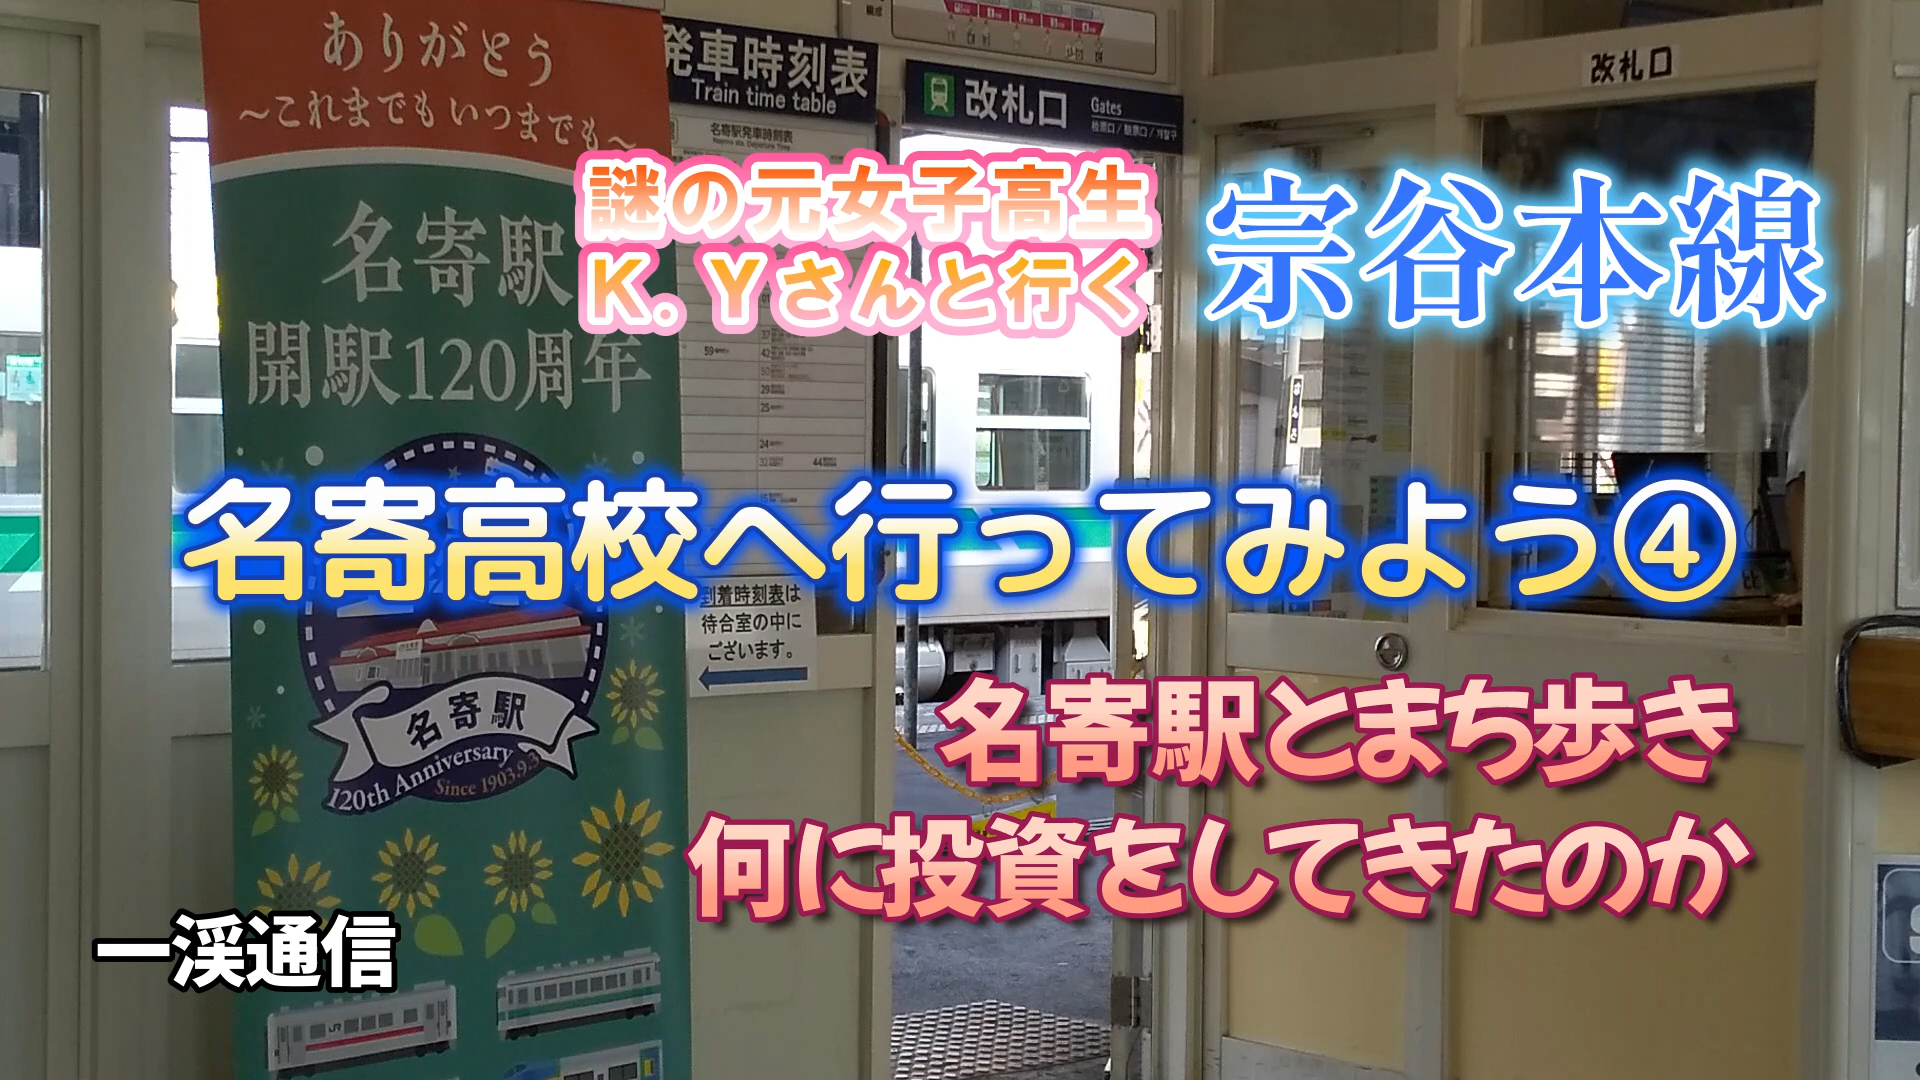 ありがとう
～これまでもいつまでも～
名寄駅
開駅120周年
名寄駅
120th Anniversary
Since 1903.9.3
発車時刻表
Train time table
名寄駅発車時刻表
改札口
Gates
改札口
謎の元女子高生
K.Yさんと行く
宗谷本線
名寄高校へ行ってみよう④
到着時刻表は
待合室の中に
ございます。
名寄駅とまち歩き
何に投資をしてきたのか
一渓通信